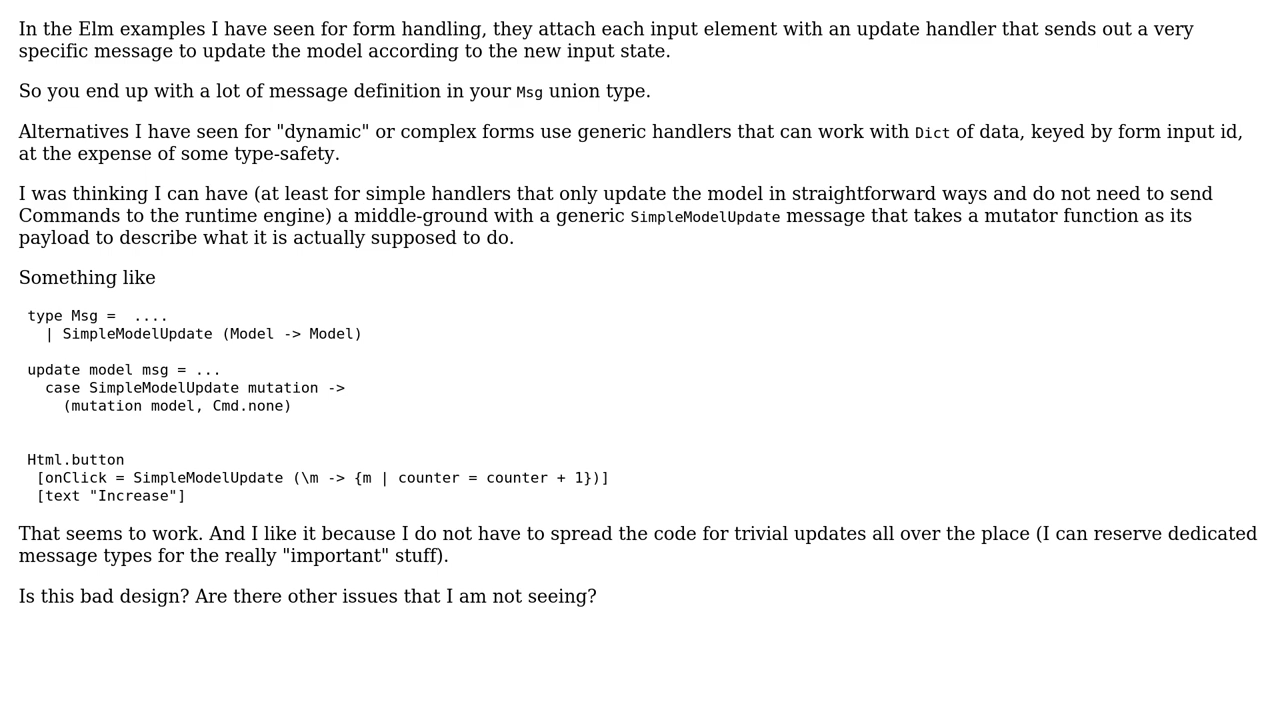 In the Elm examples I have seen for form handling, they attach each input element with an update handler that sends out a very
specific message to update the model according to the new input state.
So you end up with a lot of message definition in your Msg union type.
Alternatives I have seen for "dynamic" or complex forms use generic handlers that can work with Dict of data, keyed by form input id,
at the expense of some type-safety.
I was thinking I can have (at least for simple handlers that only update the model in straightforward ways and do not need to send
Commands to the runtime engine) a middle-ground with a generic SimpleModelUpdate message that takes a mutator function as its
payload to describe what it is actually supposed to do.
Something like
type Msg =  ....
  | SimpleModelUpdate (Model -> Model)
update model msg = ...
  case SimpleModelUpdate mutation ->
    (mutation model, Cmd.none)
Html.button
 [onClick = SimpleModelUpdate (\m -> {m | counter = counter + 1})]
 [text "Increase"]
That seems to work. And I like it because I do not have to spread the code for trivial updates all over the place (I can reserve dedicated
message types for the really "important" stuff).
Is this bad design? Are there other issues that I am not seeing?